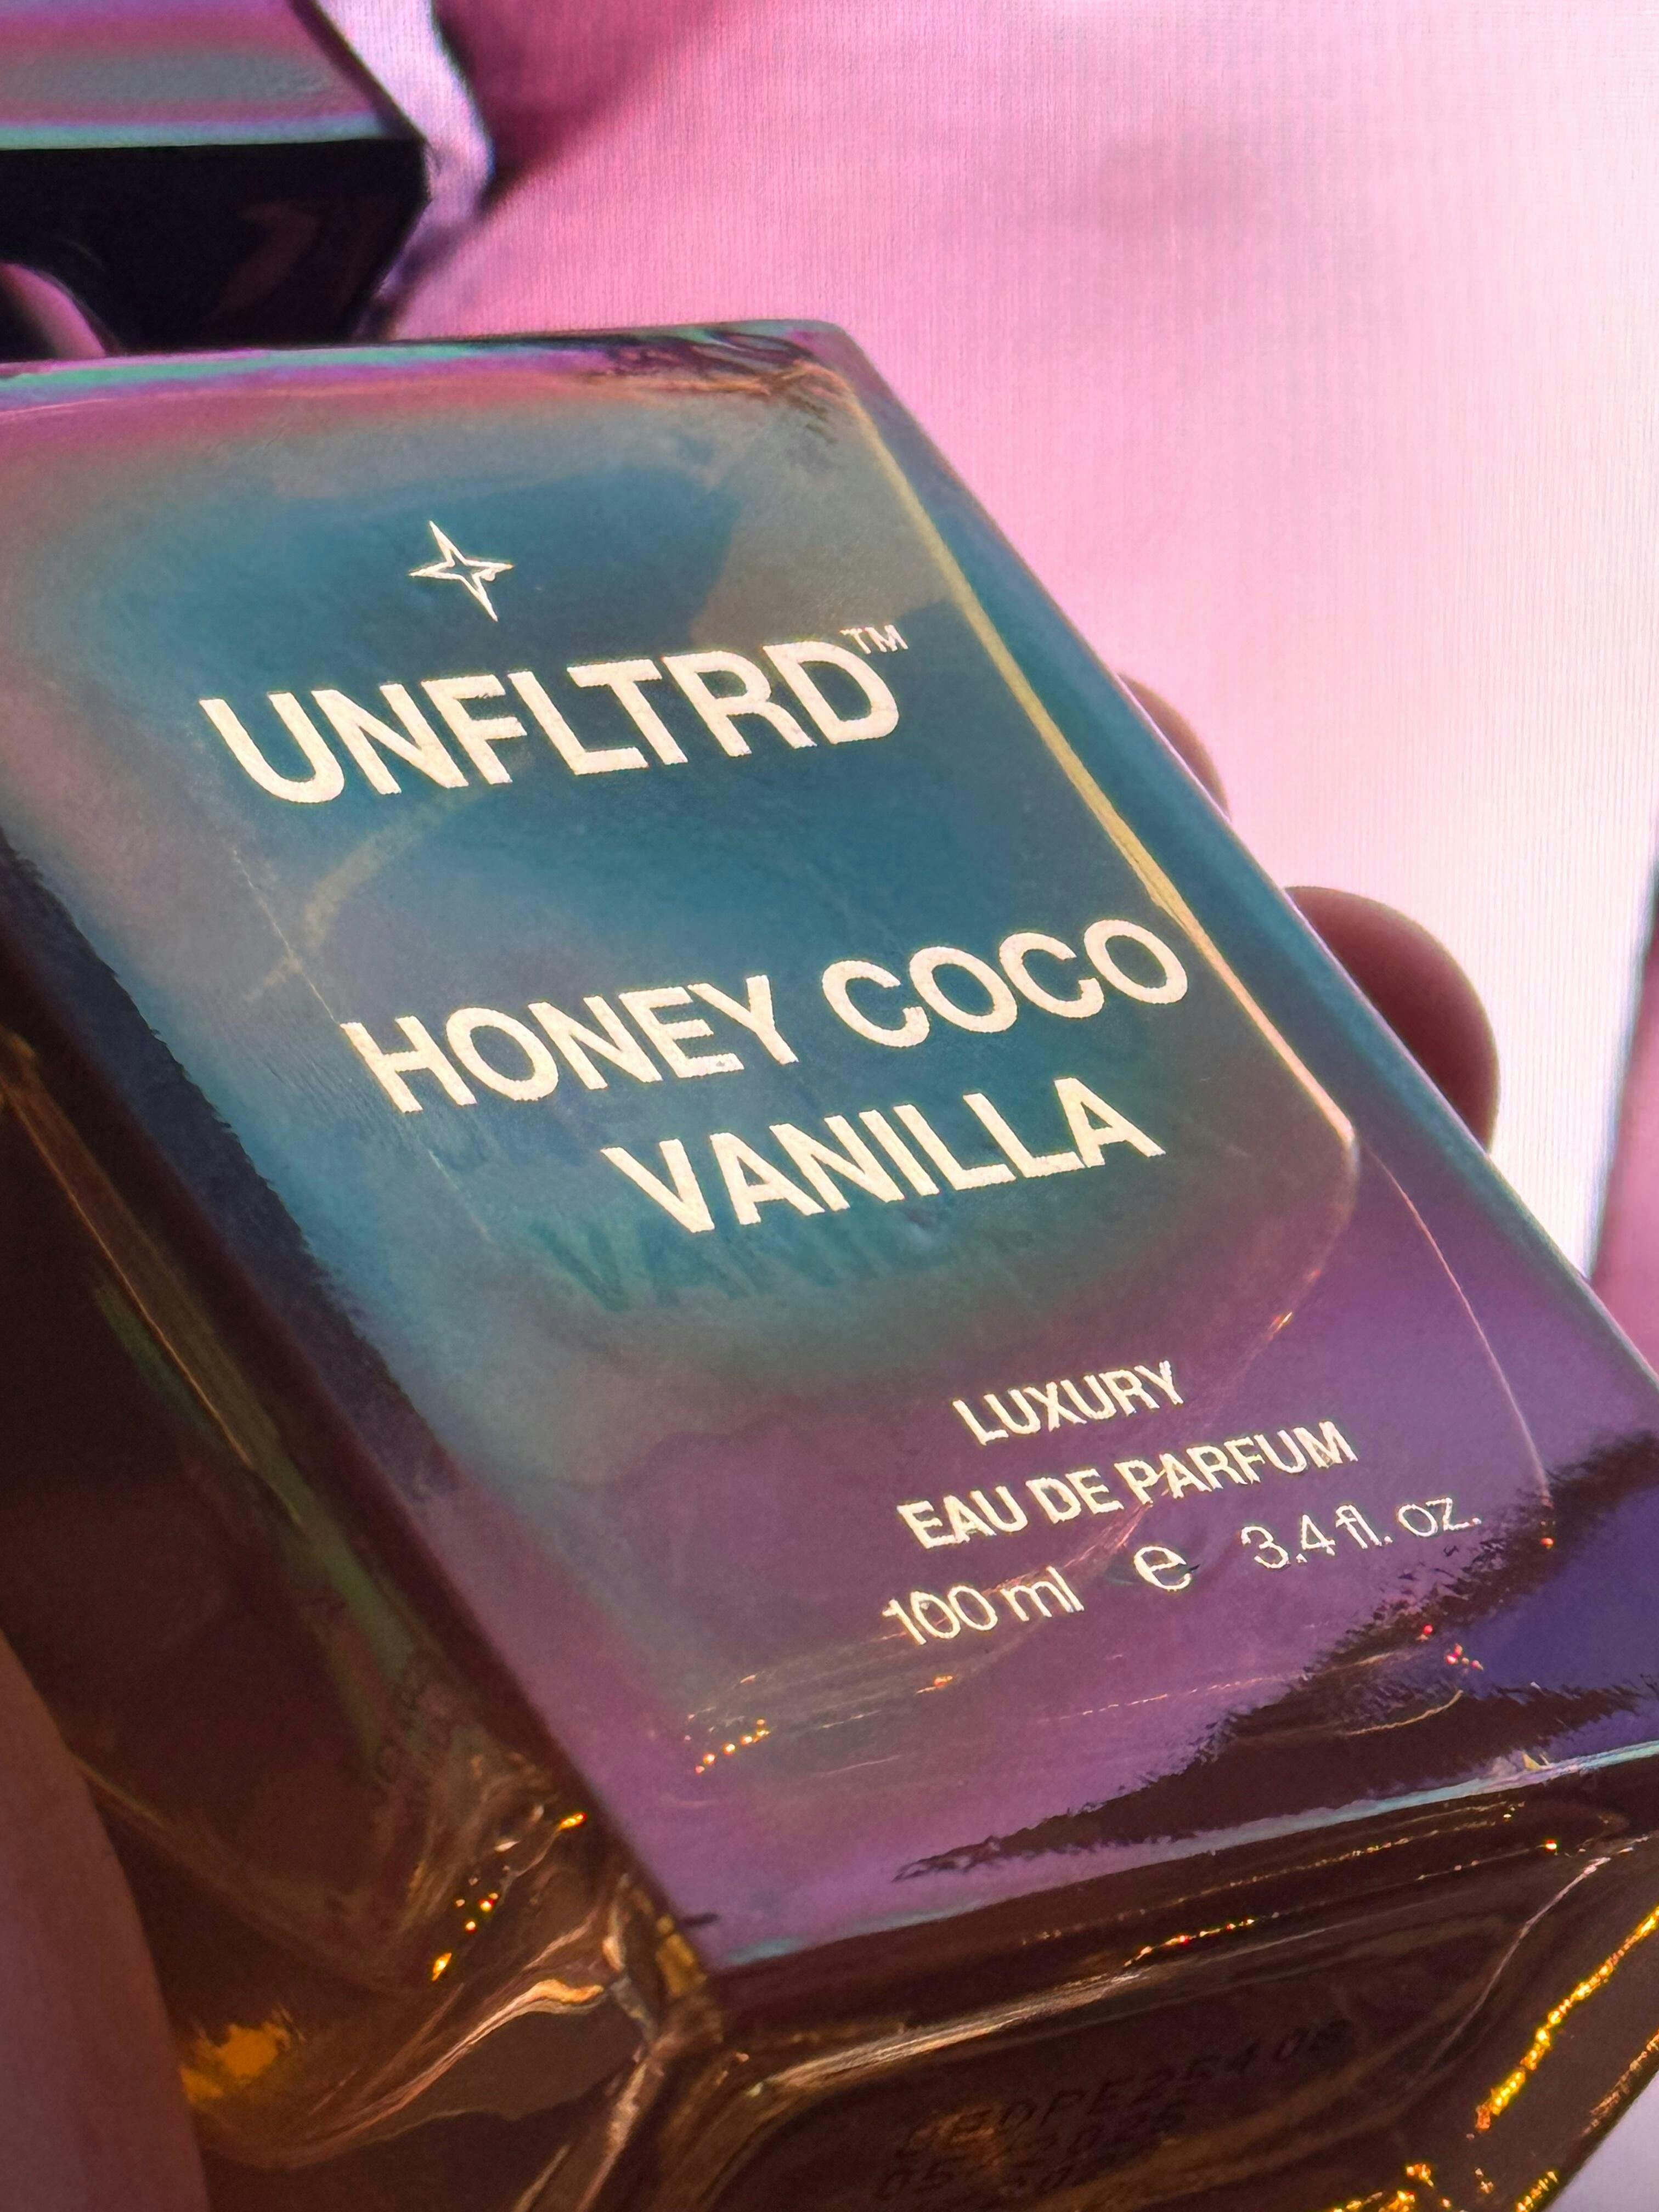 UNFLTRD™
HONEY COCO
VANILLA
LUXURY
EAU DE PARFUM
100 ml ℮ 3.4 fl. oz.